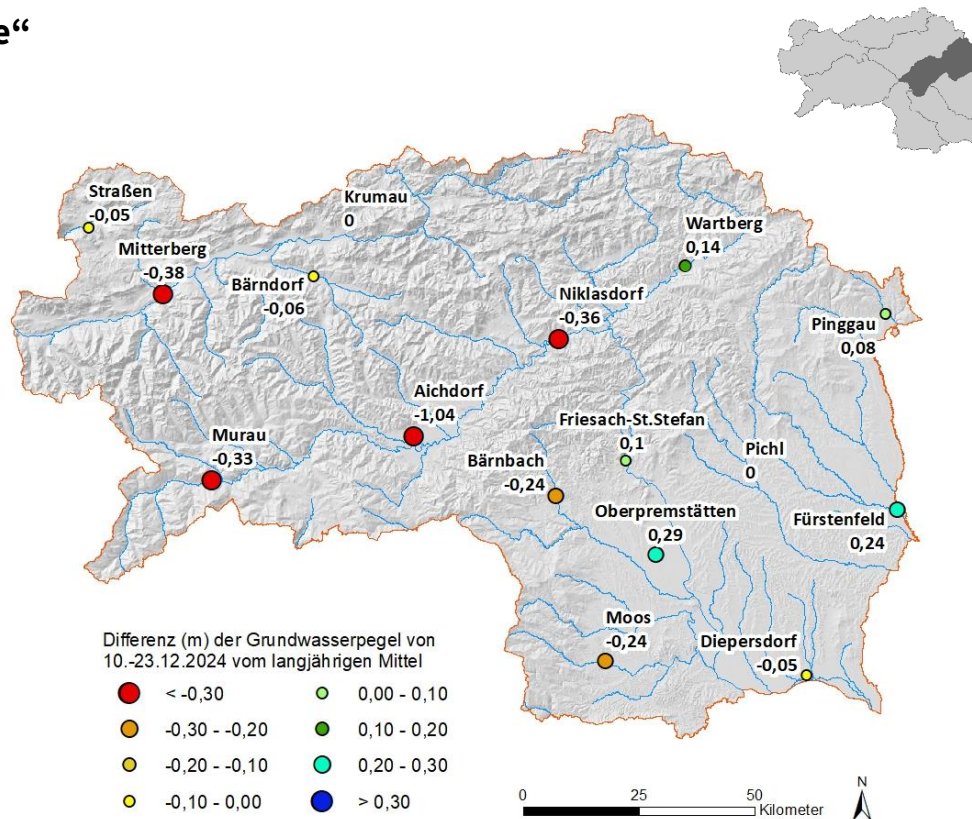 e“
Straßen
-0,05
Krumau
0
Mitterberg
-0,38
Wartberg
0,14
Bärndorf
-0,06
Niklasdorf
-0,36
Pinggau
0,08
Aichdorf
-1,04
Murau
-0,33
Friesach-St.Stefan
0,1
Pichl
0
Bärnbach
-0,24
Oberpremstätten
0,29
Fürstenfeld
0,24
Moos
-0,24
Diepersdorf
-0,05
Differenz (m) der Grundwasserpegel von
10.-23.12.2024 vom langjährigen Mittel
< -0,30
-0,30 - -0,20
-0,20 - -0,10
-0,10 - 0,00
0,00 - 0,10
0,10 - 0,20
0,20 - 0,30
> 0,30
0 25 50
Kilometer
N